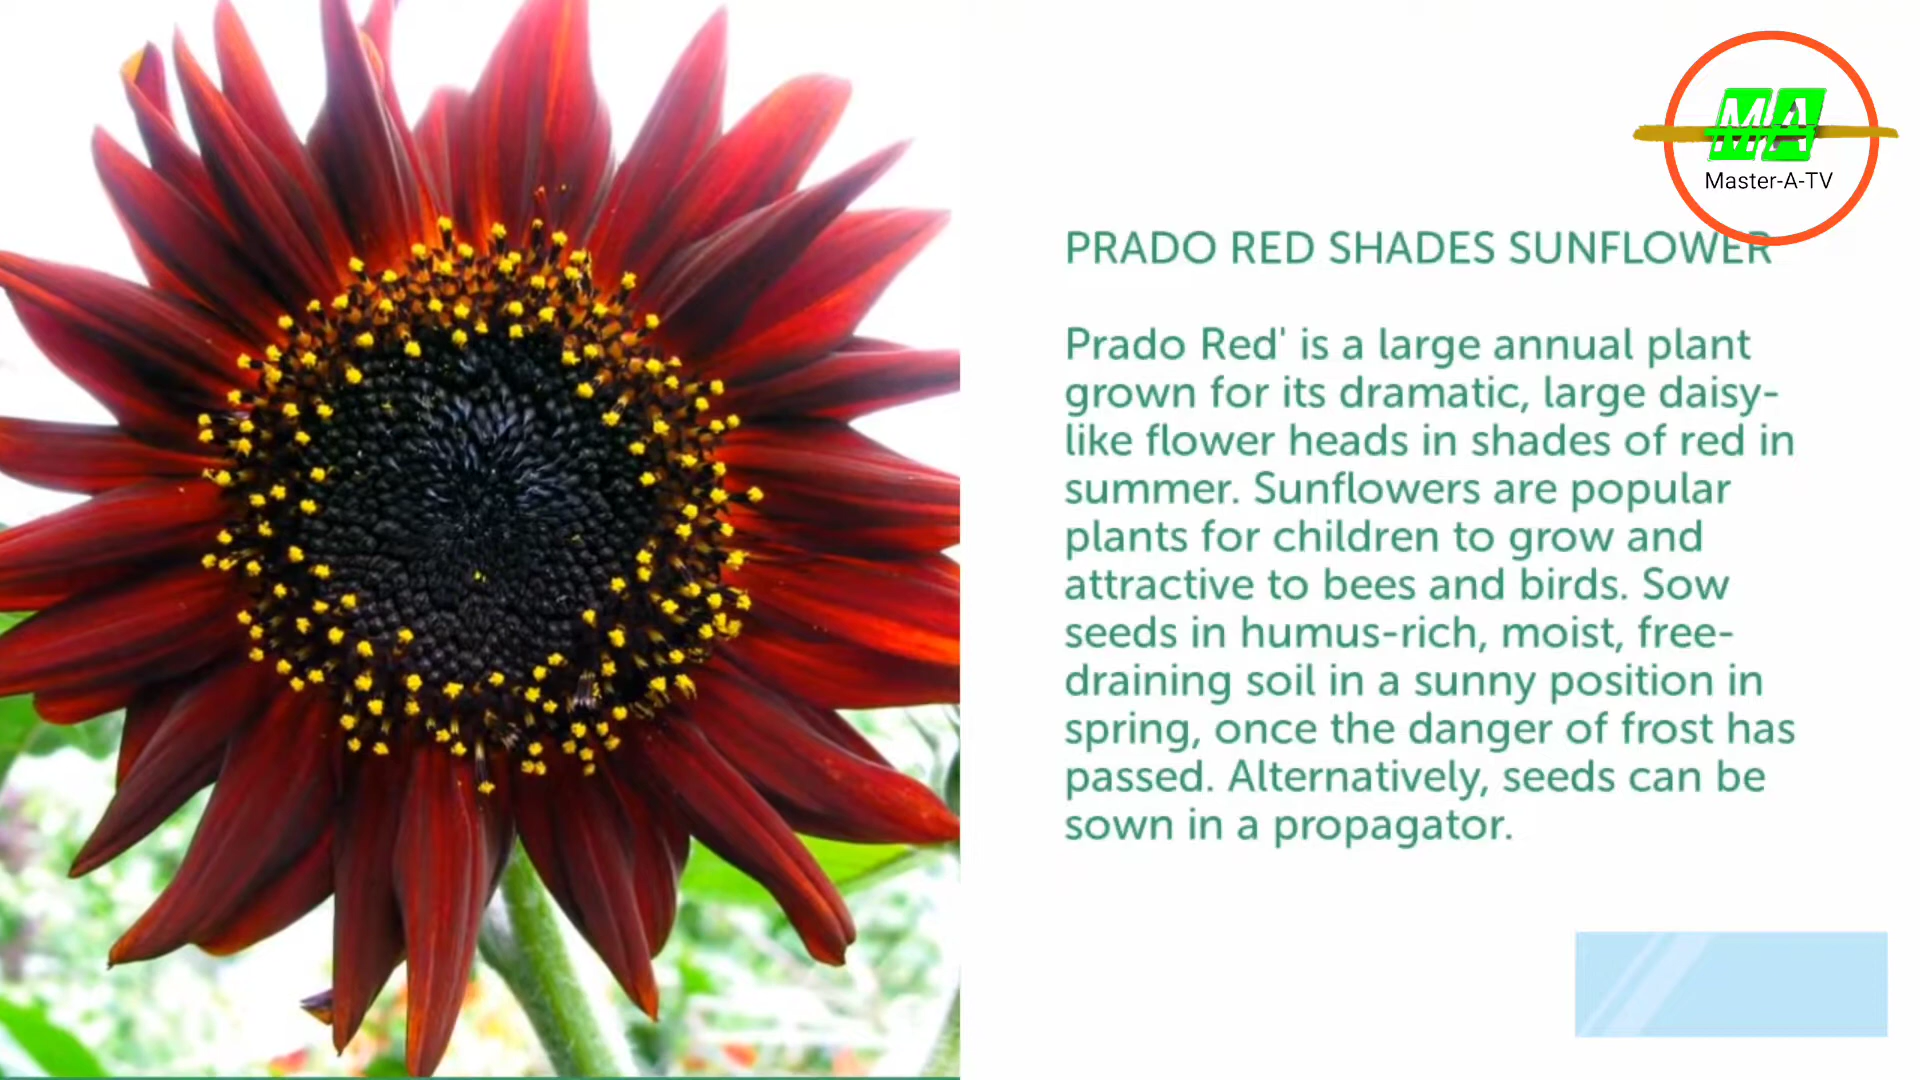 MA
Master-A-TV
PRADO RED SHADES SUNFLOWER
Prado Red' is a large annual plant
grown for its dramatic, large daisy-
like flower heads in shades of red in
summer. Sunflowers are popular
plants for children to grow and
attractive to bees and birds. Sow
seeds in humus-rich, moist, free-
draining soil in a sunny position in
spring, once the danger of frost has
passed. Alternatively, seeds can be
sown in a propagator.